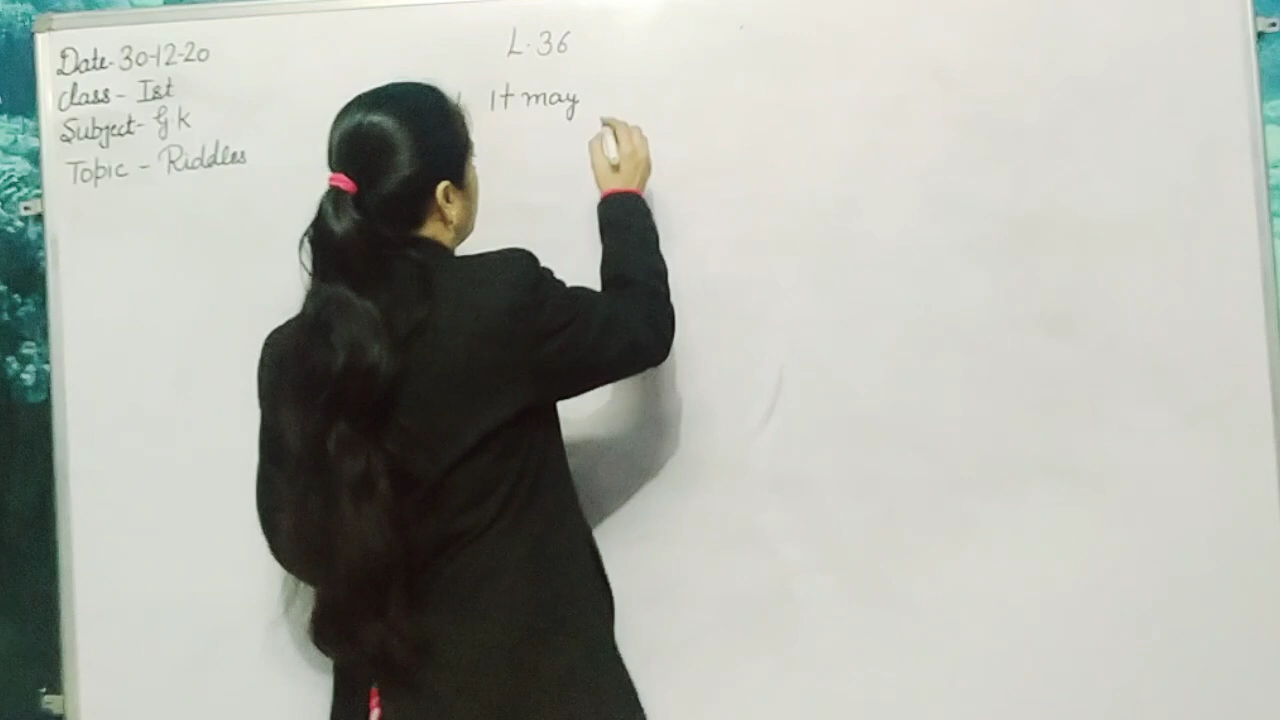 Date-30-12-20
Class- Ist
Subject- G K
Topic - Riddles
L.36
It may